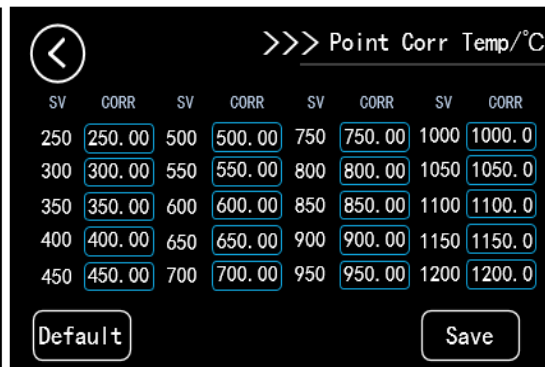 >>> Point Corr Temp/℃
SV CORR SV CORR SV CORR SV CORR
250 250.00 500 500.00 750 750.00 1000 1000.0
300 300.00 550 550.00 800 800.00 1050 1050.0
350 350.00 600 600.00 850 850.00 1100 1100.0
400 400.00 650 650.00 900 900.00 1150 1150.0
450 450.00 700 700.00 950 950.00 1200 1200.0
Default Save